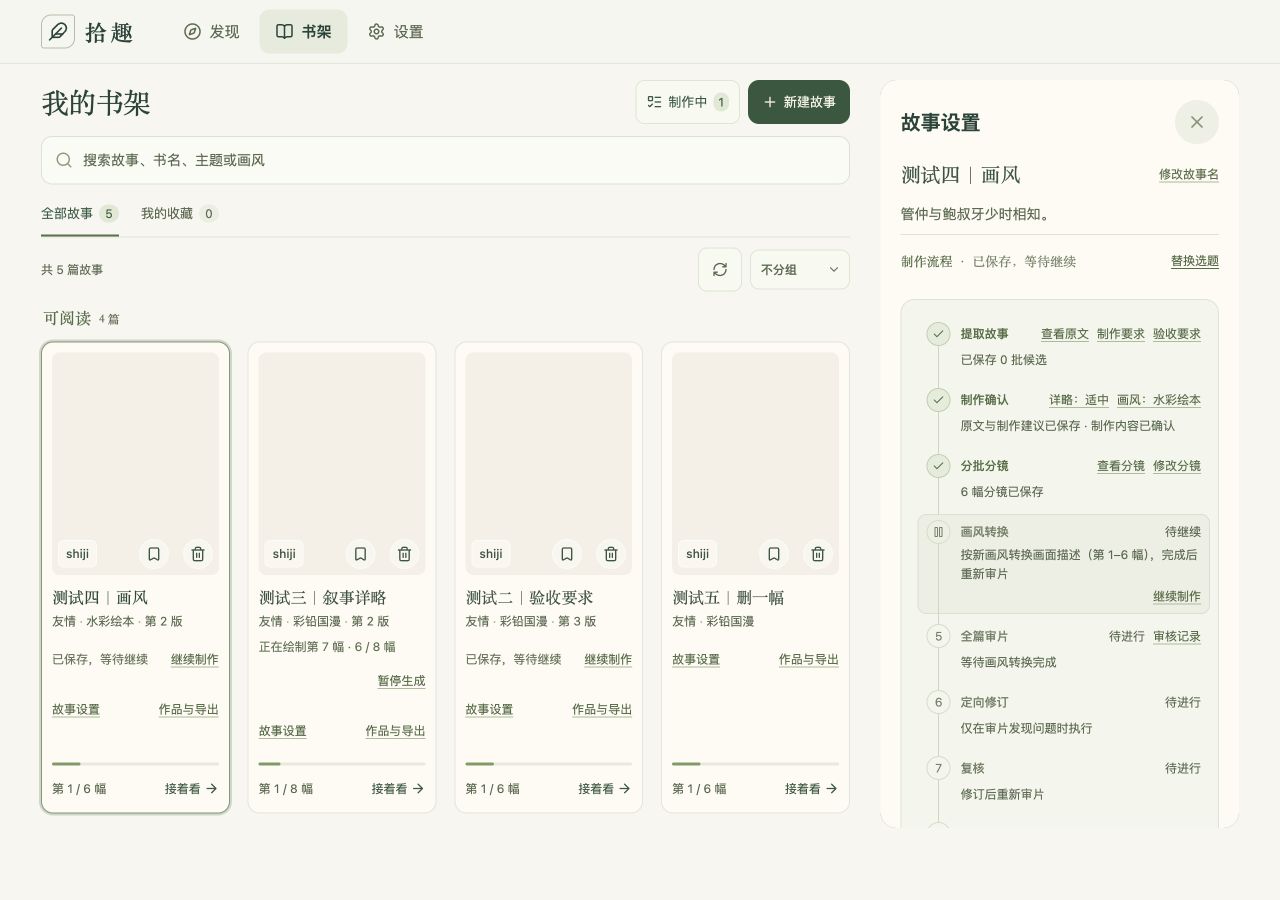 拾趣
发现
书架
设置
我的书架
制作中 1
新建故事
搜索故事、书名、主题或画风
全部故事 5
我的收藏 0
共 5 篇故事
不分组
可阅读 4 篇
shiji
测试四｜画风
友情 · 水彩绘本 · 第 2 版
已保存，等待继续 继续制作
故事设置 作品与导出
第 1 / 6 幅 接着看
shiji
测试三｜叙事详略
友情 · 彩铅国漫 · 第 2 版
正在绘制第 7 幅 · 6 / 8 幅
暂停生成
故事设置 作品与导出
第 1 / 8 幅 接着看
shiji
测试二｜验收要求
友情 · 彩铅国漫 · 第 3 版
已保存，等待继续 继续制作
故事设置 作品与导出
第 1 / 6 幅 接着看
shiji
测试五｜删一幅
友情 · 彩铅国漫
故事设置 作品与导出
第 1 / 6 幅 接着看
故事设置
测试四｜画风 修改故事名
管仲与鲍叔牙少时相知。
制作流程 · 已保存，等待继续 替换选题
提取故事 查看原文 制作要求 验收要求
已保存 0 批候选
制作确认 详略：适中 画风：水彩绘本
原文与制作建议已保存 · 制作内容已确认
分批分镜 查看分镜 修改分镜
6 幅分镜已保存
画风转换 待继续
按新画风转换画面描述（第 1–6 幅），完成后
重新审片
继续制作
5 全篇审片 待进行 审核记录
等待画风转换完成
6 定向修订 待进行
仅在审片发现问题时执行
7 复核 待进行
修订后重新审片